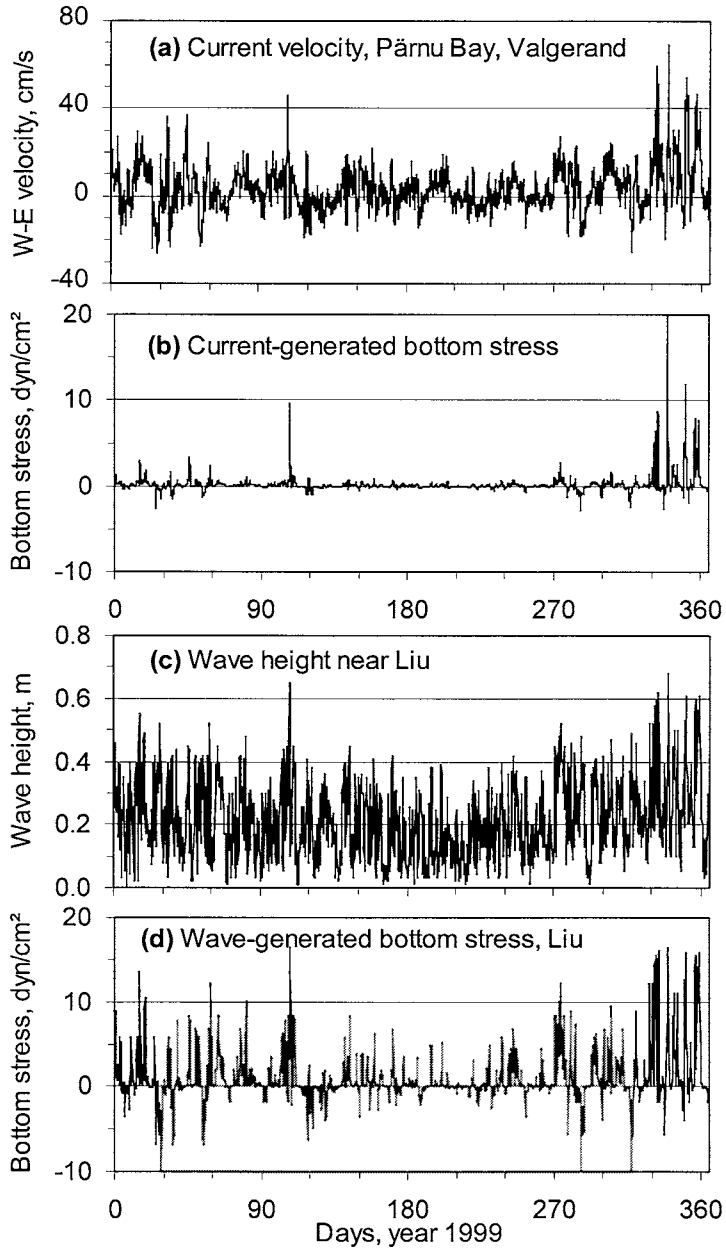 80
(a) Current velocity, Pärnu Bay, Valgerand
40
0
-40
W-E velocity, cm/s
20
(b) Current-generated bottom stress
10
0
-10
Bottom stress, dyn/cm²
0 90 180 270 360
0.8
(c) Wave height near Liu
0.6
0.4
0.2
0.0
Wave height, m
20
(d) Wave-generated bottom stress, Liu
10
0
-10
Bottom stress, dyn/cm²
0 90 180 270 360
Days, year 1999